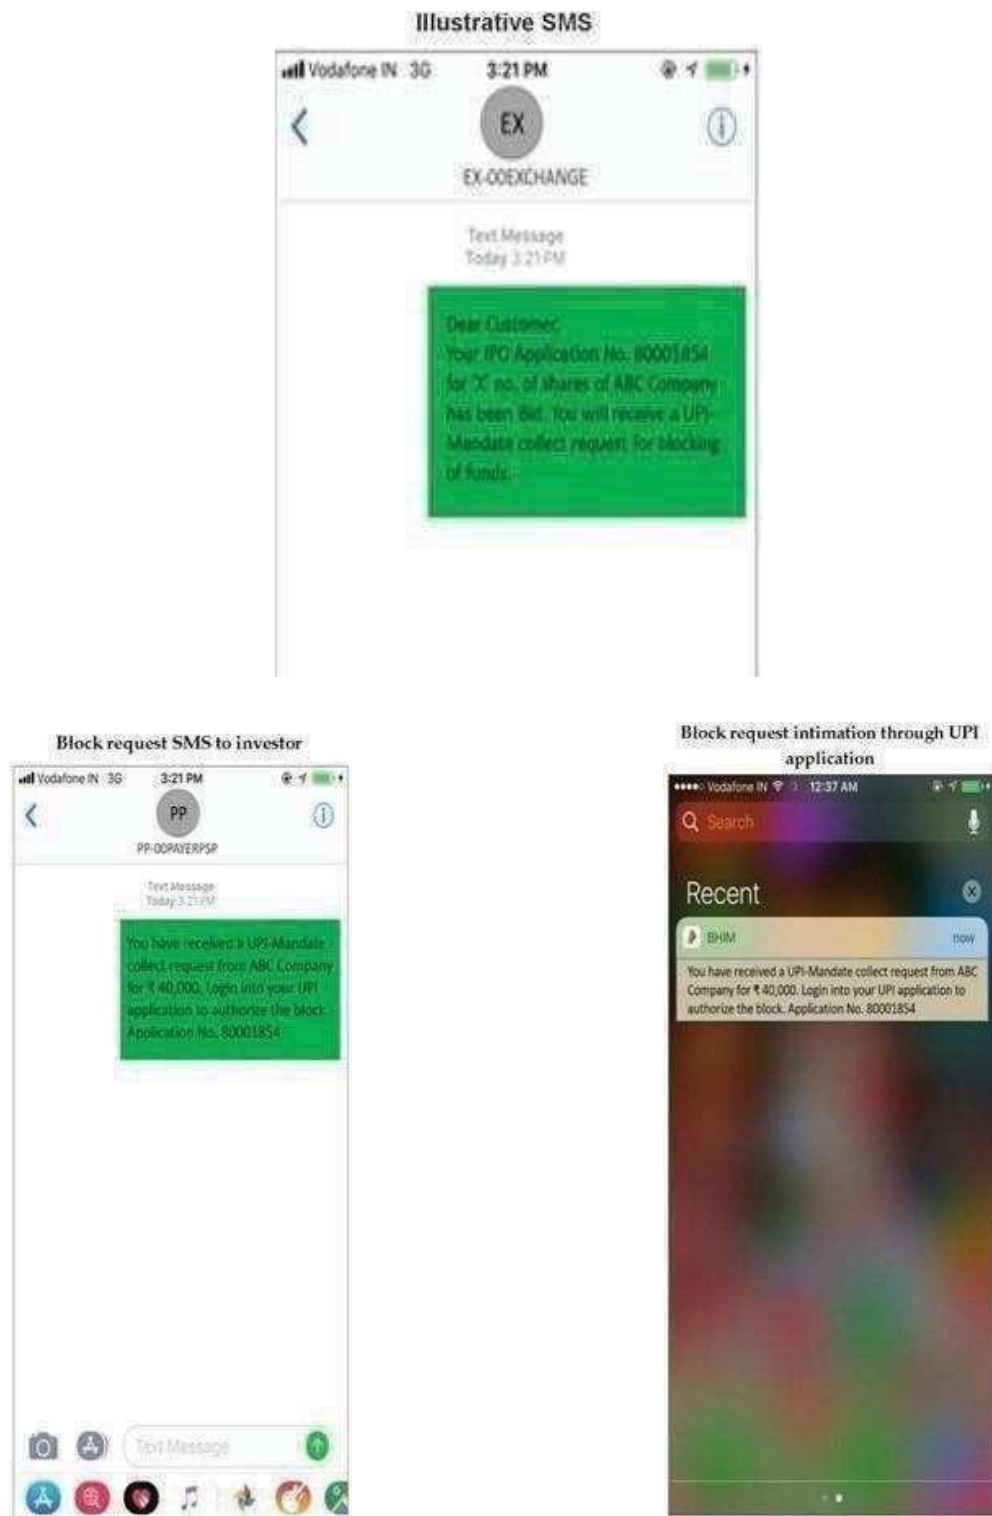 Illustrative SMS
Vodafone IN 3G 3:21 PM
EX
EX-OOEXCHANGE
Text Message
Today 3:21 PM
Dear Customer,
Your IPO Application No. 80001854
for 'X' no. of shares of ABC Company
has been Bid. You will receive a UPI-
Mandate collect request for blocking
of funds.
Block request SMS to investor
Vodafone IN 3G 3:21 PM
PP
PP-OOPAYERPSP
Text Message
Today 3:21 PM
You have received a UPI-Mandate
collect request from ABC Company
for ₹ 40,000. Login into your UPI
application to authorize the block.
Application No. 80001854
Text Message
Block request intimation through UPI
application
Vodafone IN 12:37 AM
Search
Recent
BHIM now
You have received a UPI-Mandate collect request from ABC
Company for ₹ 40,000. Login into your UPI application to
authorize the block. Application No. 80001854